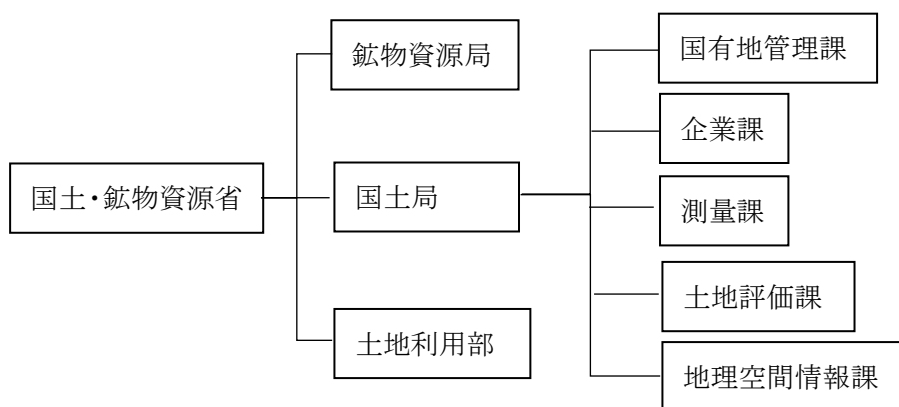 国土・鉱物資源省
鉱物資源局
国土局
土地利用部
国有地管理課
企業課
測量課
土地評価課
地理空間情報課